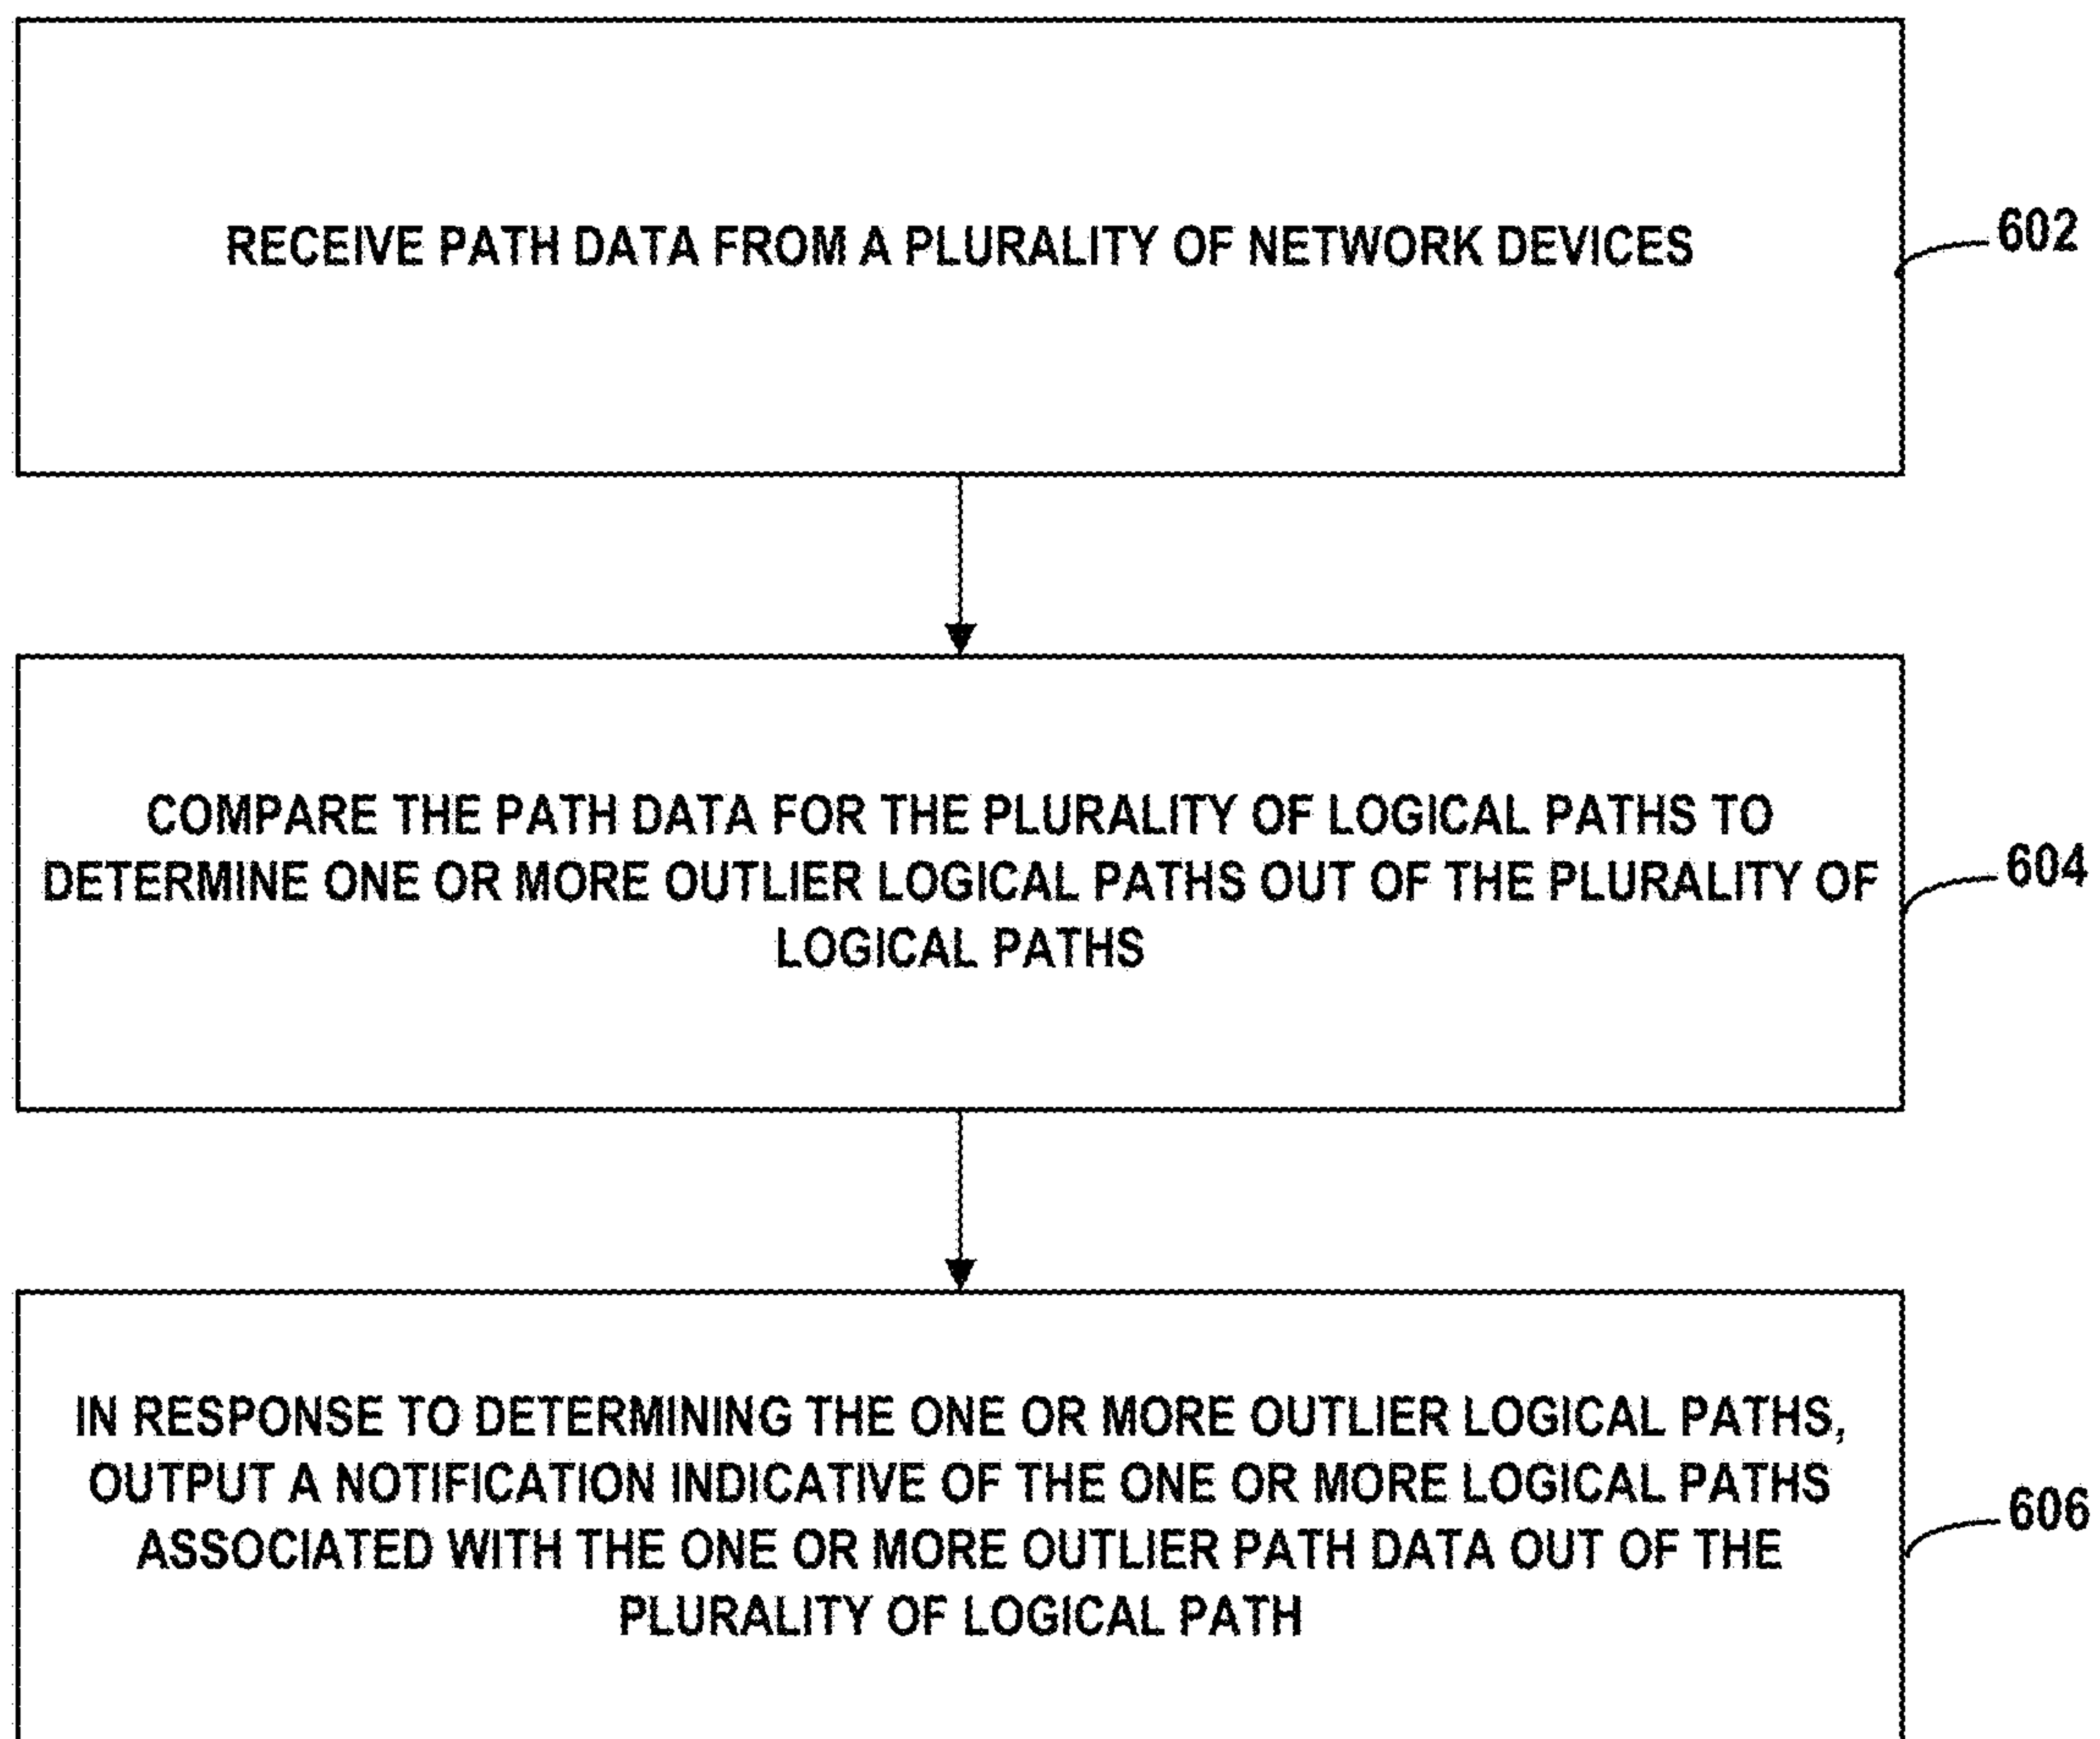 RECEIVE PATH DATA FROM A PLURALITY OF NETWORK DEVICES
602
COMPARE THE PATH DATA FOR THE PLURALITY OF LOGICAL PATHS TO
DETERMINE ONE OR MORE OUTLIER LOGICAL PATHS OUT OF THE PLURALITY OF
LOGICAL PATHS
604
IN RESPONSE TO DETERMINING THE ONE OR MORE OUTLIER LOGICAL PATHS,
OUTPUT A NOTIFICATION INDICATIVE OF THE ONE OR MORE LOGICAL PATHS
ASSOCIATED WITH THE ONE OR MORE OUTLIER PATH DATA OUT OF THE
PLURALITY OF LOGICAL PATH
606